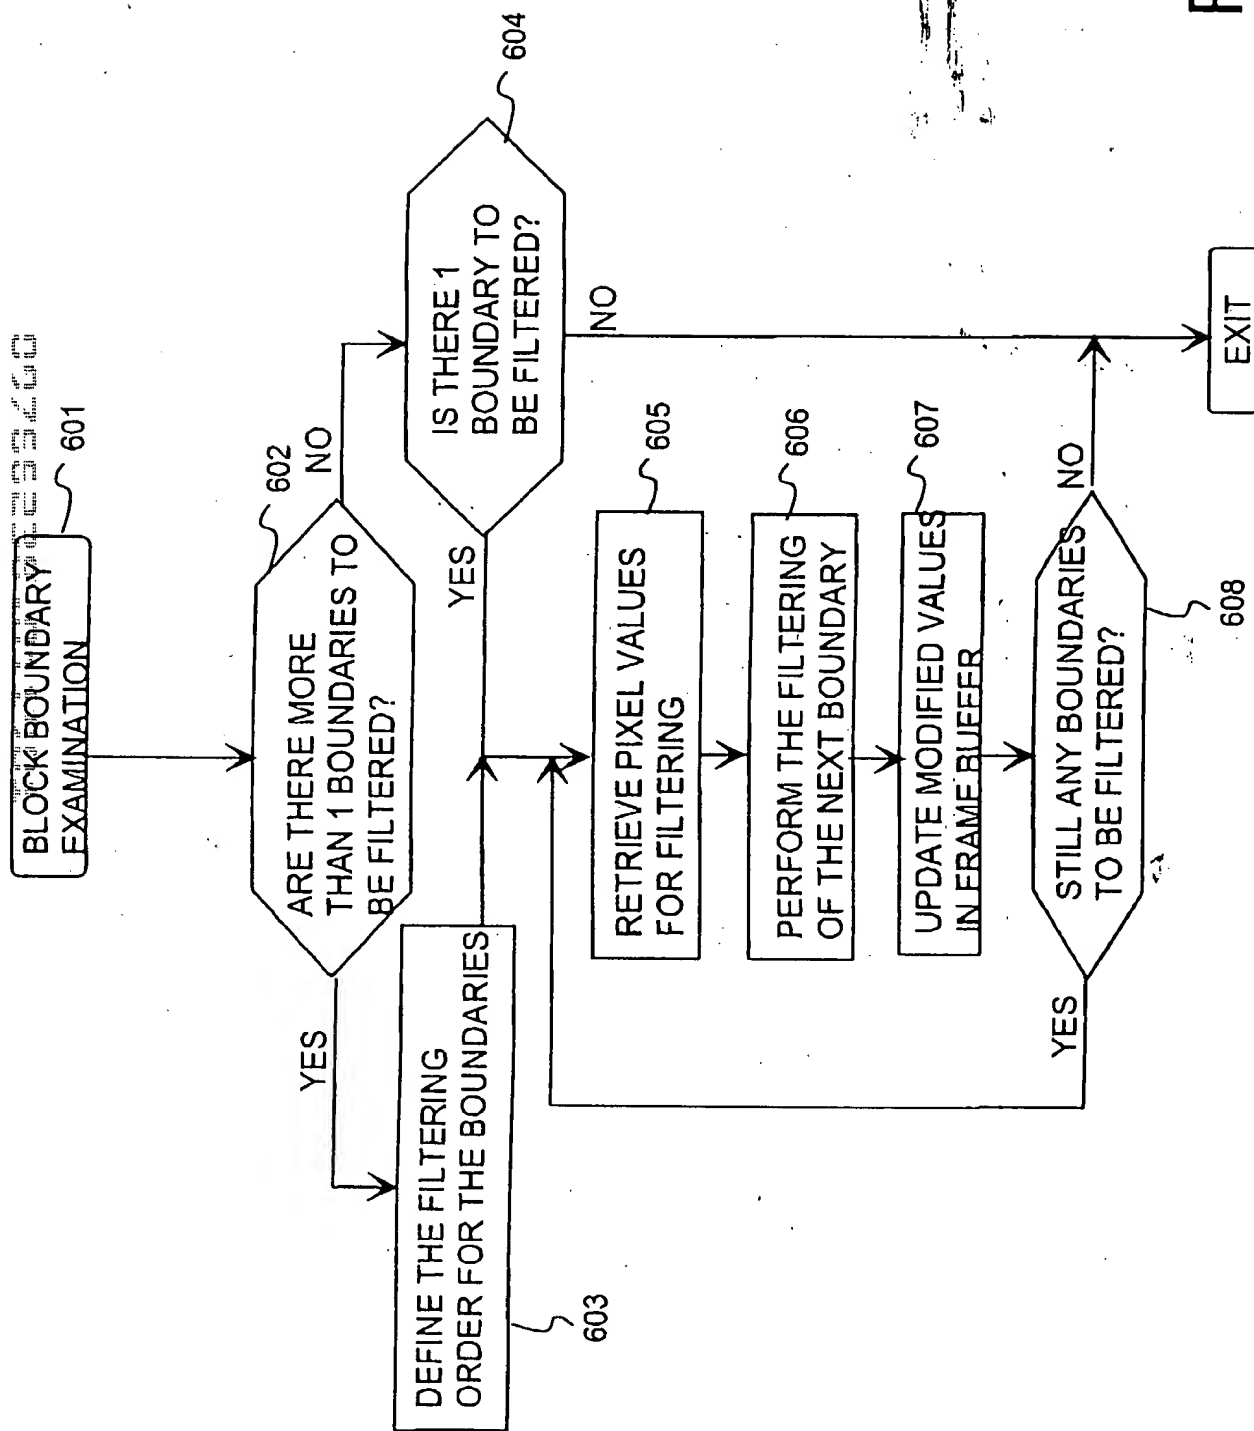 BLOCK BOUNDARY
EXAMINATION
601
ARE THERE MORE
THAN 1 BOUNDARIES TO
BE FILTERED?
602
YES
NO
DEFINE THE FILTERING
ORDER FOR THE BOUNDARIES
603
IS THERE 1
BOUNDARY TO
BE FILTERED?
604
YES
NO
RETRIEVE PIXEL VALUES
FOR FILTERING
605
PERFORM THE FILTERING
OF THE NEXT BOUNDARY
606
UPDATE MODIFIED VALUES
IN FRAME BUFFER
607
STILL ANY BOUNDARIES
TO BE FILTERED?
608
YES
NO
EXIT